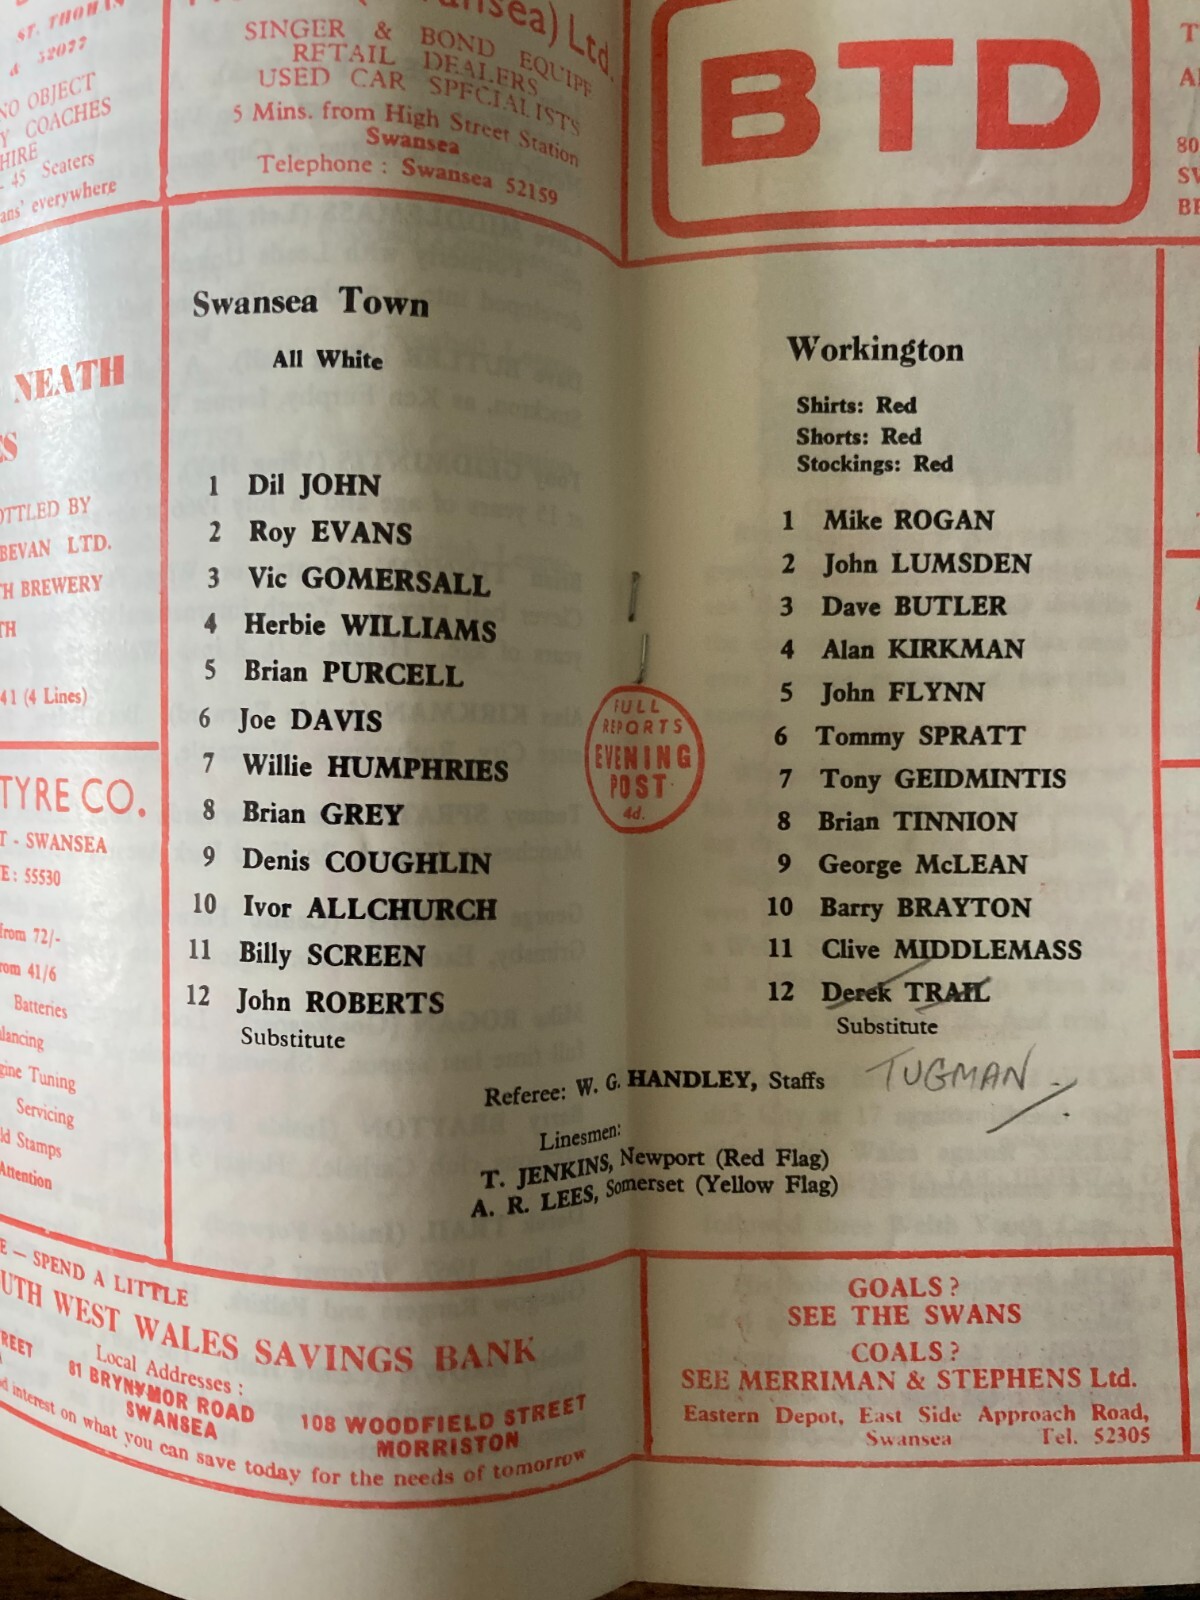 ST. THOMAS
& 52077
NO OBJECT
COACHES
HIRE
- 45 Seaters
everywhere
(Swansea) Ltd.
SINGER & BOND EQUIPE
RETAIL DEALERS
USED CAR SPECIALISTS
5 Mins. from High Street Station
Swansea
Telephone : Swansea 52159
BTD
80
NEATH
BEVAN LTD.
BREWERY
41 (4 Lines)
TYRE CO.
- SWANSEA
: 55530
from 72/-
41/6
Batteries
Tuning
Servicing
Stamps
Attention
Swansea Town
All White
1 Dil JOHN
2 Roy EVANS
3 Vic GOMERSALL
4 Herbie WILLIAMS
5 Brian PURCELL
6 Joe DAVIS
7 Willie HUMPHRIES
8 Brian GREY
9 Denis COUGHLIN
10 Ivor ALLCHURCH
11 Billy SCREEN
12 John ROBERTS
Substitute
FULL
REPORTS
EVENING
POST
4d.
Workington
Shirts: Red
Shorts: Red
Stockings: Red
1 Mike ROGAN
2 John LUMSDEN
3 Dave BUTLER
4 Alan KIRKMAN
5 John FLYNN
6 Tommy SPRATT
7 Tony GEIDMINTIS
8 Brian TINNION
9 George McLEAN
10 Barry BRAYTON
11 Clive MIDDLEMASS
12 Derek TRAIL
Substitute
TUGMAN
Referee: W. G. HANDLEY, Staffs
Linesmen:
T. JENKINS, Newport (Red Flag)
A. R. LEES, Somerset (Yellow Flag)
— SPEND A LITTLE
WEST WALES SAVINGS BANK
Local Addresses :
81 BRYNYMOR ROAD
SWANSEA
108 WOODFIELD STREET
MORRISTON
interest on what you can save today for the needs of tomorrow
GOALS?
SEE THE SWANS
COALS?
SEE MERRIMAN & STEPHENS Ltd.
Eastern Depot, East Side Approach Road,
Swansea Tel. 52305